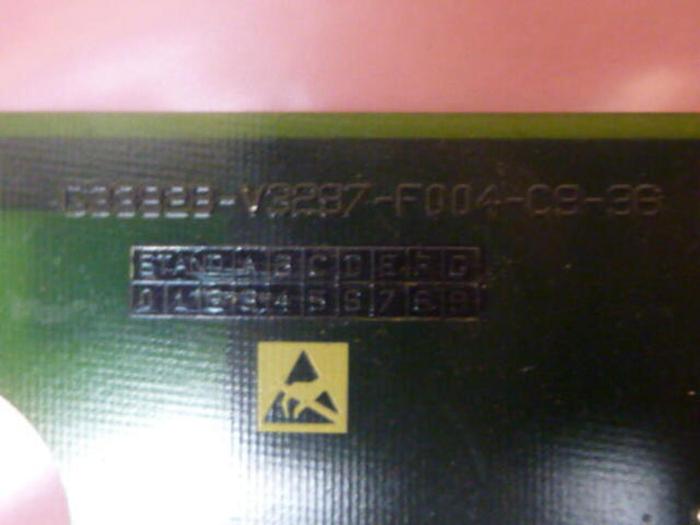 -V3287-F004-C9-36
STAND A B C D E F G
0 1 2 3 4 5 6 7 8 9